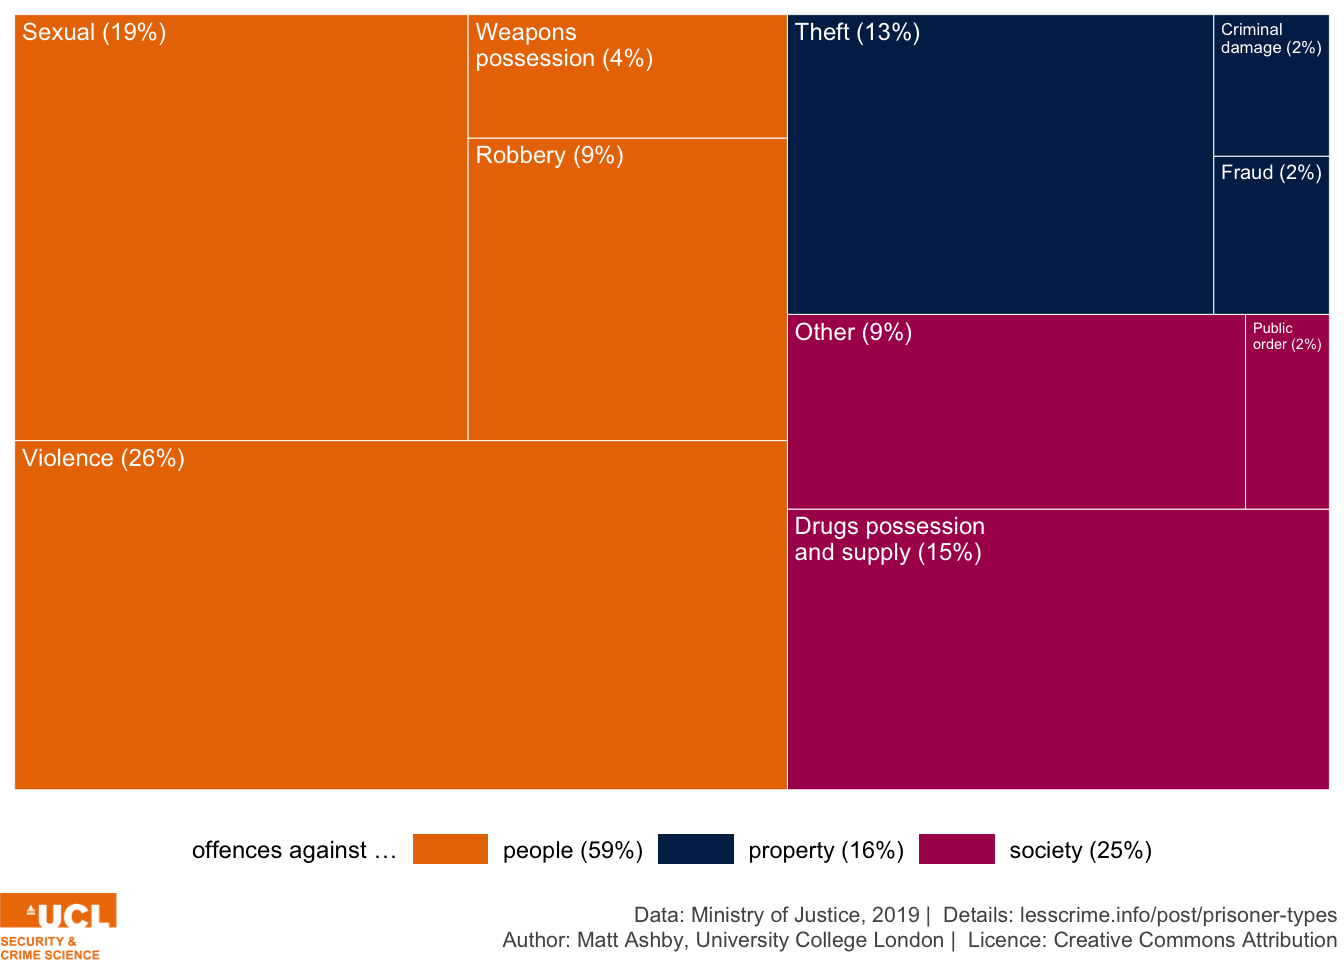 Sexual (19%)
Weapons
possession (4%)
Theft (13%)
Criminal
damage (2%)
Robbery (9%)
Fraud (2%)
Other (9%)
Public
order (2%)
Violence (26%)
Drugs possession
and supply (15%)
offences against … people (59%) property (16%) society (25%)
UCL
SECURITY &
CRIME SCIENCE
Data: Ministry of Justice, 2019 | Details: lesscrime.info/post/prisoner-types
Author: Matt Ashby, University College London | Licence: Creative Commons Attribution